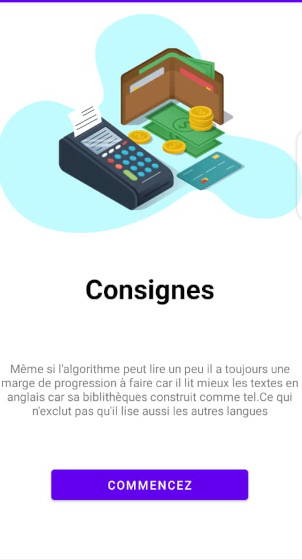 Consignes
Même si l'algorithme peut lire un peu il a toujours une
marge de progression à faire car il lit mieux les textes en
anglais car sa biblithèques construit comme tel.Ce qui
n'exclut pas qu'il lise aussi les autres langues
COMMENCEZ